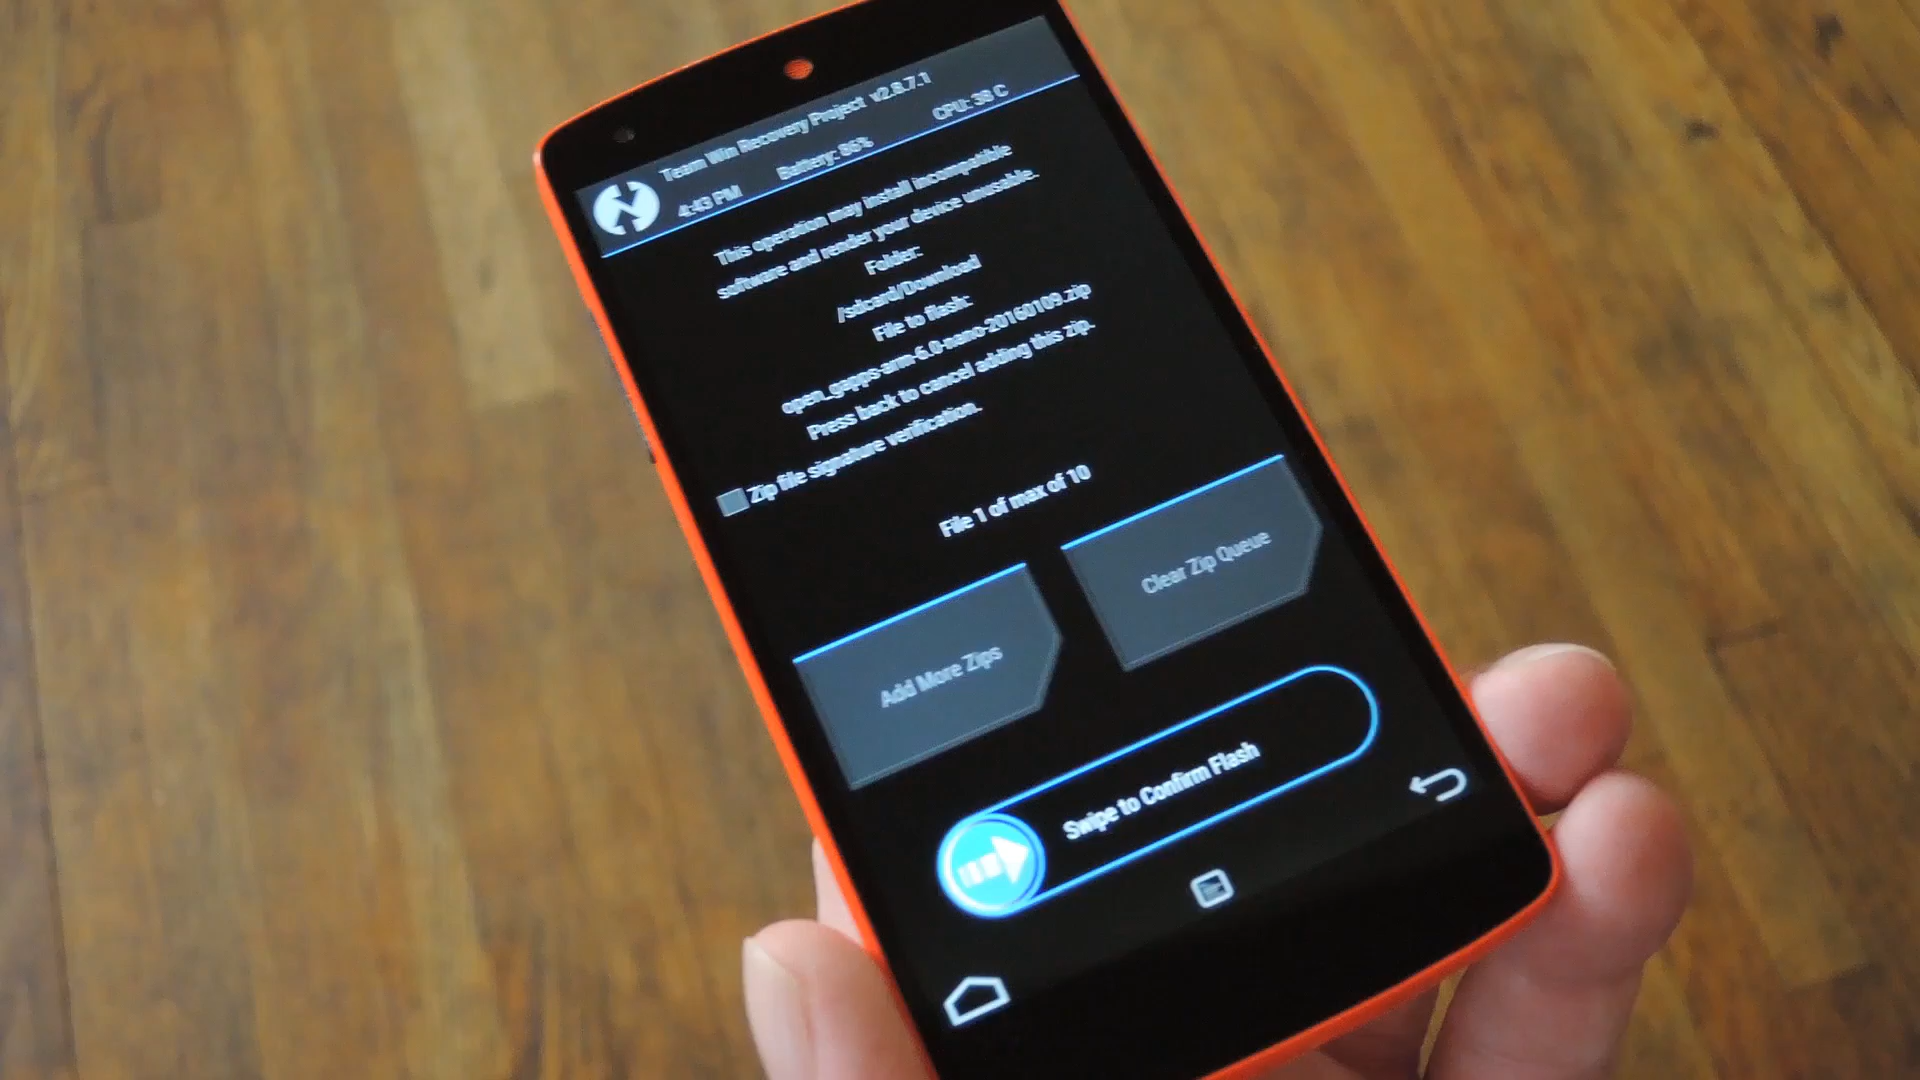 Team Win Recovery Project v2.8.7.1
4:43 PM Battery: 86% CPU: 38 C
This operation may install incompatible
software and render your device unusable.
Folder:
/sdcard/Download
File to flash:
open_gapps-arm-6.0-nano-20160109.zip
Press back to cancel adding this zip.
Zip file signature verification.
File 1 of max of 10
Add More Zips
Clear Zip Queue
Swipe to Confirm Flash